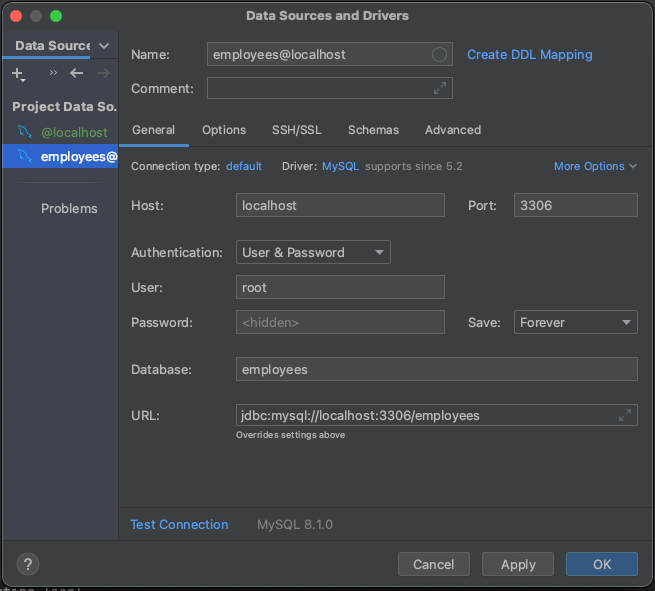 Data Sources and Drivers
Data Source
Name: employees@localhost Create DDL Mapping
Comment:
Project Data So.
@localhost
employees@
Problems
General Options SSH/SSL Schemas Advanced
Connection type: default Driver: MySQL supports since 5.2 More Options
Host: localhost Port: 3306
Authentication: User & Password
User: root
Password: <hidden> Save: Forever
Database: employees
URL: jdbc:mysql://localhost:3306/employees
Overrides settings above
Test Connection MySQL 8.1.0
? Cancel Apply OK